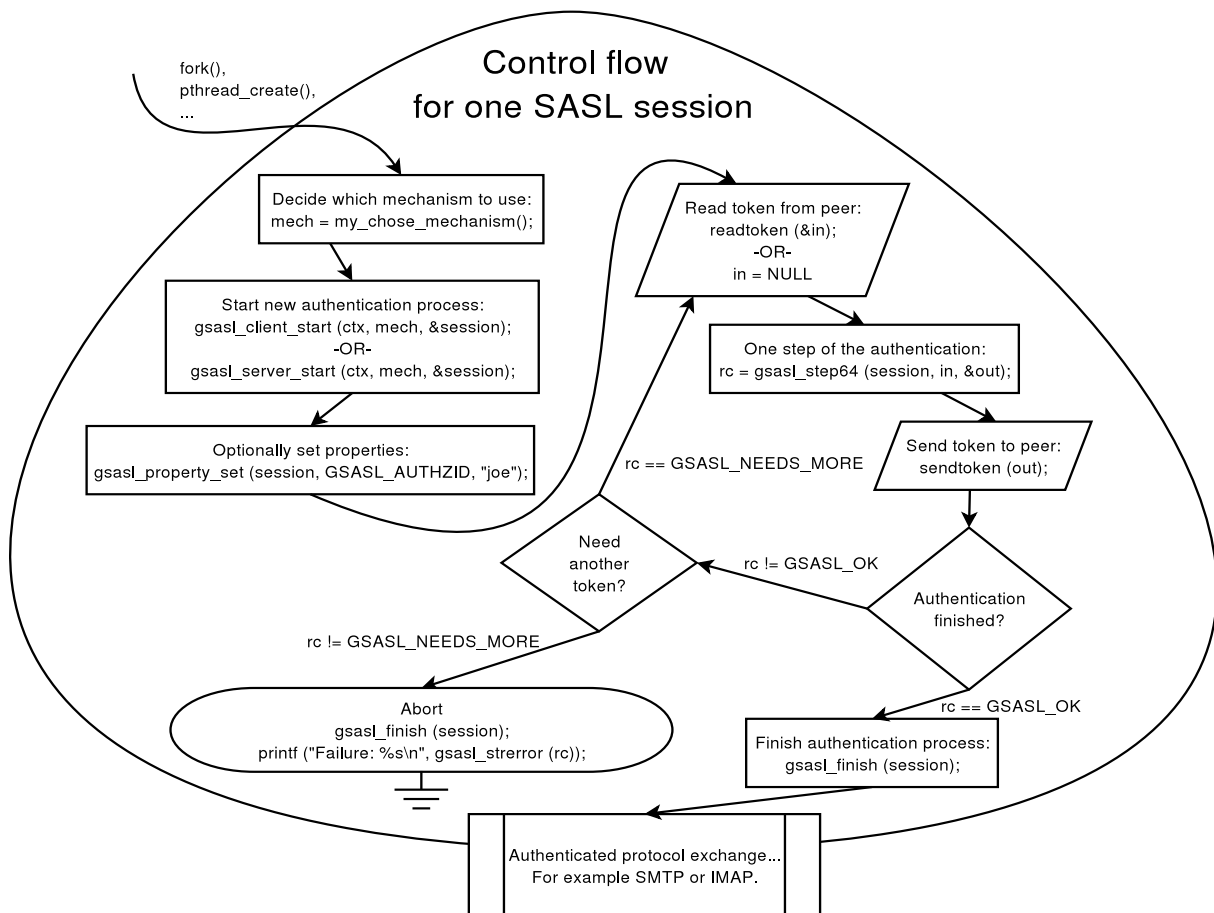 Control flow
for one SASL session
fork(),
pthread_create(),
...
Decide which mechanism to use:
mech = my_chose_mechanism();
Start new authentication process:
gsasl_client_start (ctx, mech, &session);
-OR-
gsasl_server_start (ctx, mech, &session);
Optionally set properties:
gsasl_property_set (session, GSASL_AUTHZID, "joe");
Read token from peer:
readtoken (&in);
-OR-
in = NULL
One step of the authentication:
rc = gsasl_step64 (session, in, &out);
Send token to peer:
sendtoken (out);
Authentication
finished?
rc != GSASL_OK
Need
another
token?
rc == GSASL_NEEDS_MORE
rc != GSASL_NEEDS_MORE
Abort
gsasl_finish (session);
printf ("Failure: %s\n", gsasl_strerror (rc));
rc == GSASL_OK
Finish authentication process:
gsasl_finish (session);
Authenticated protocol exchange...
For example SMTP or IMAP.